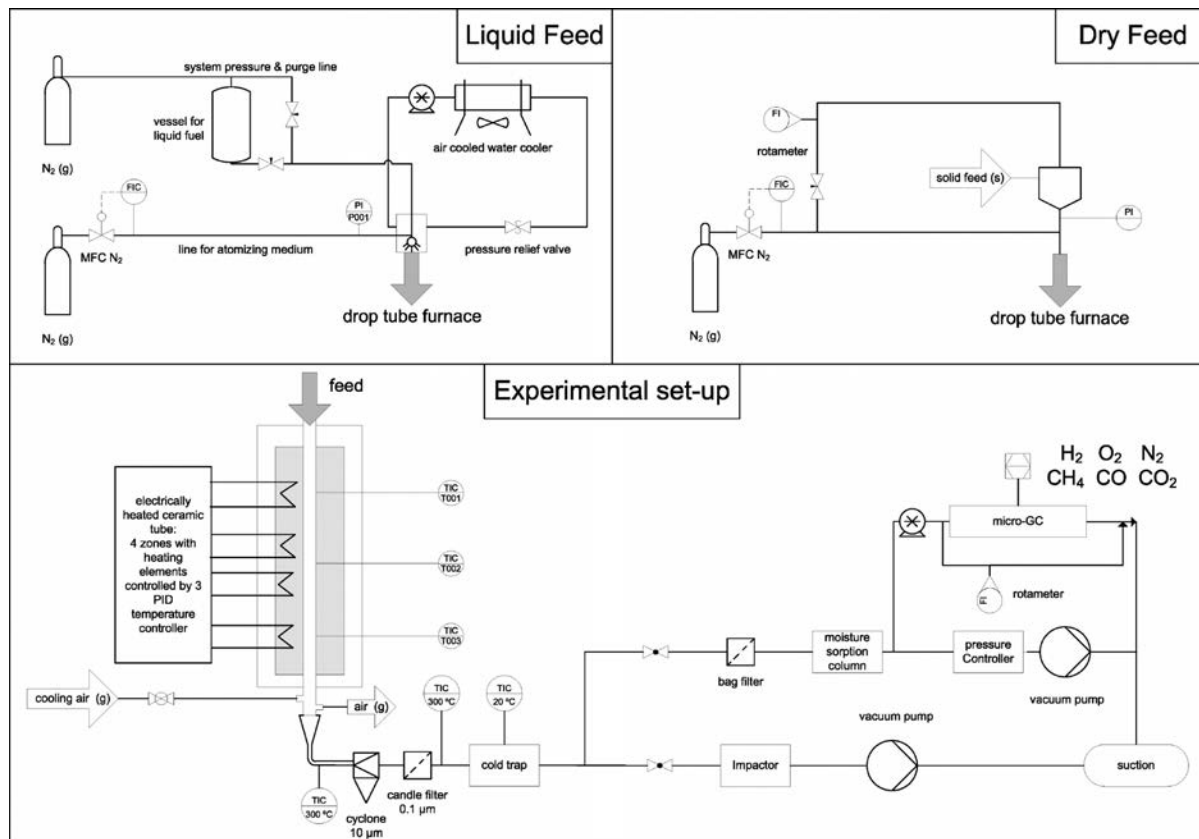 Liquid Feed
system pressure & purge line
vessel for
liquid fuel
air cooled water cooler
N₂ (g)
FIC
PI
P001
MFC N₂
line for atomizing medium
pressure relief valve
N₂ (g)
drop tube furnace
Dry Feed
FI
rotameter
solid feed (s)
FIC
PI
MFC N₂
N₂ (g)
drop tube furnace
Experimental set-up
feed
electrically
heated ceramic
tube:
4 zones with
heating
elements
controlled by 3
PID
temperature
controller
TIC
T001
TIC
T002
TIC
T003
cooling air (g)
air (g)
TIC
300 ºC
TIC
300 ºC
TIC
20 ºC
cyclone
10 µm
candle filter
0.1 µm
cold trap
bag filter
moisture
sorption
column
pressure
Controller
vacuum pump
H₂ O₂ N₂
CH₄ CO CO₂
micro-GC
FI
rotameter
vacuum pump
Impactor
suction